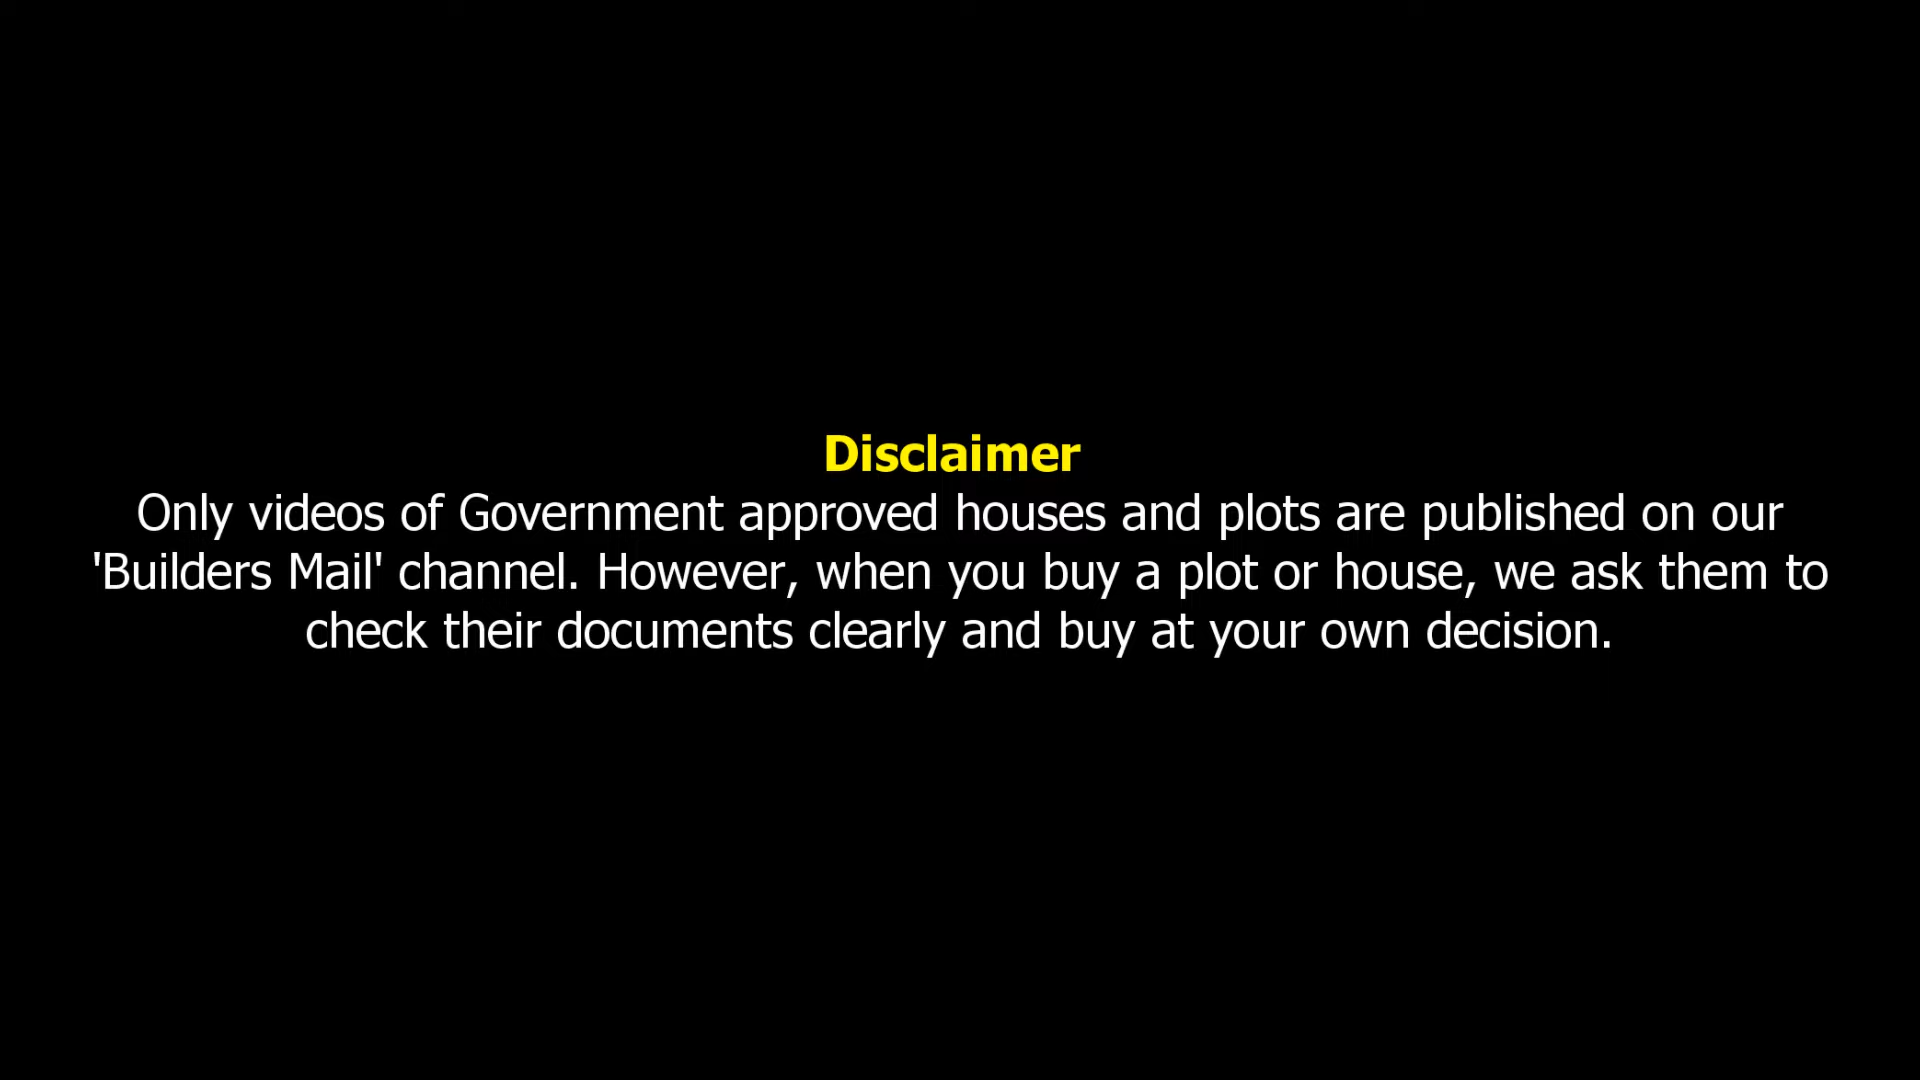 Disclaimer
Only videos of Government approved houses and plots are published on our
'Builders Mail' channel. However, when you buy a plot or house, we ask them to
check their documents clearly and buy at your own decision.